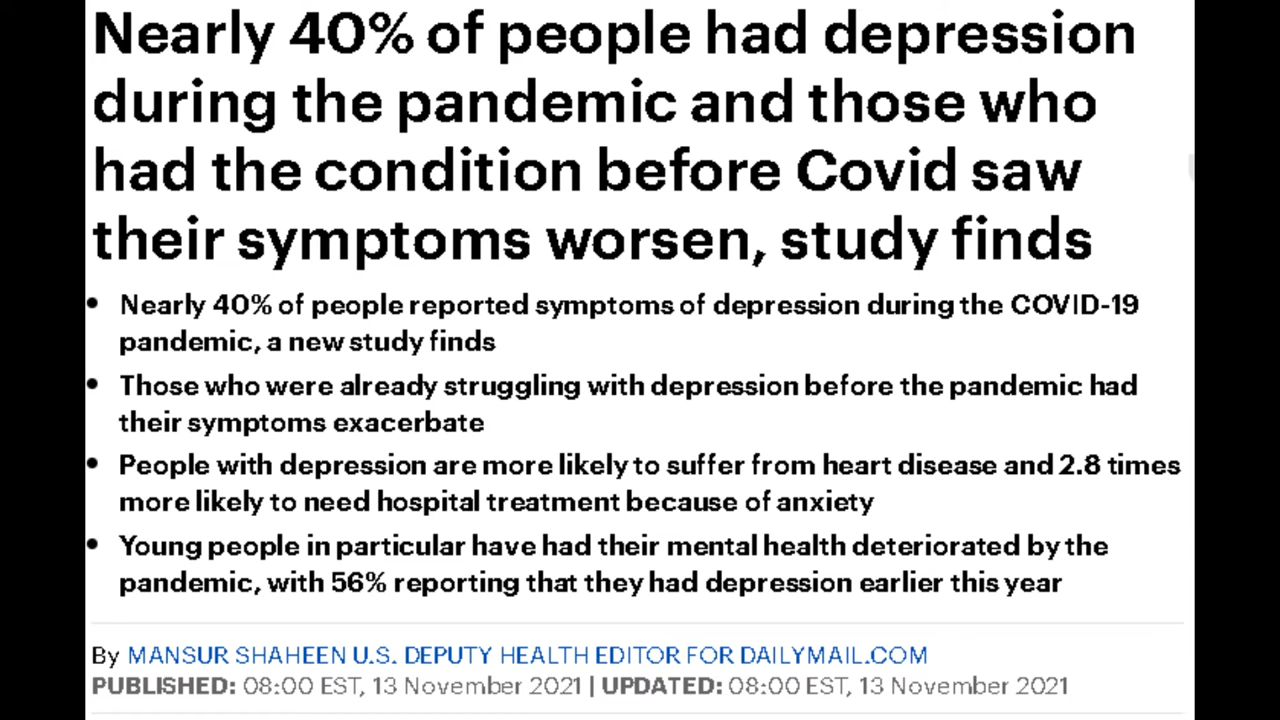 Nearly 40% of people had depression
during the pandemic and those who
had the condition before Covid saw
their symptoms worsen, study finds
• Nearly 40% of people reported symptoms of depression during the COVID-19
pandemic, a new study finds
• Those who were already struggling with depression before the pandemic had
their symptoms exacerbate
• People with depression are more likely to suffer from heart disease and 2.8 times
more likely to need hospital treatment because of anxiety
• Young people in particular have had their mental health deteriorated by the
pandemic, with 56% reporting that they had depression earlier this year
By MANSUR SHAHEEN U.S. DEPUTY HEALTH EDITOR FOR DAILYMAIL.COM
PUBLISHED: 08:00 EST, 13 November 2021 | UPDATED: 08:00 EST, 13 November 2021